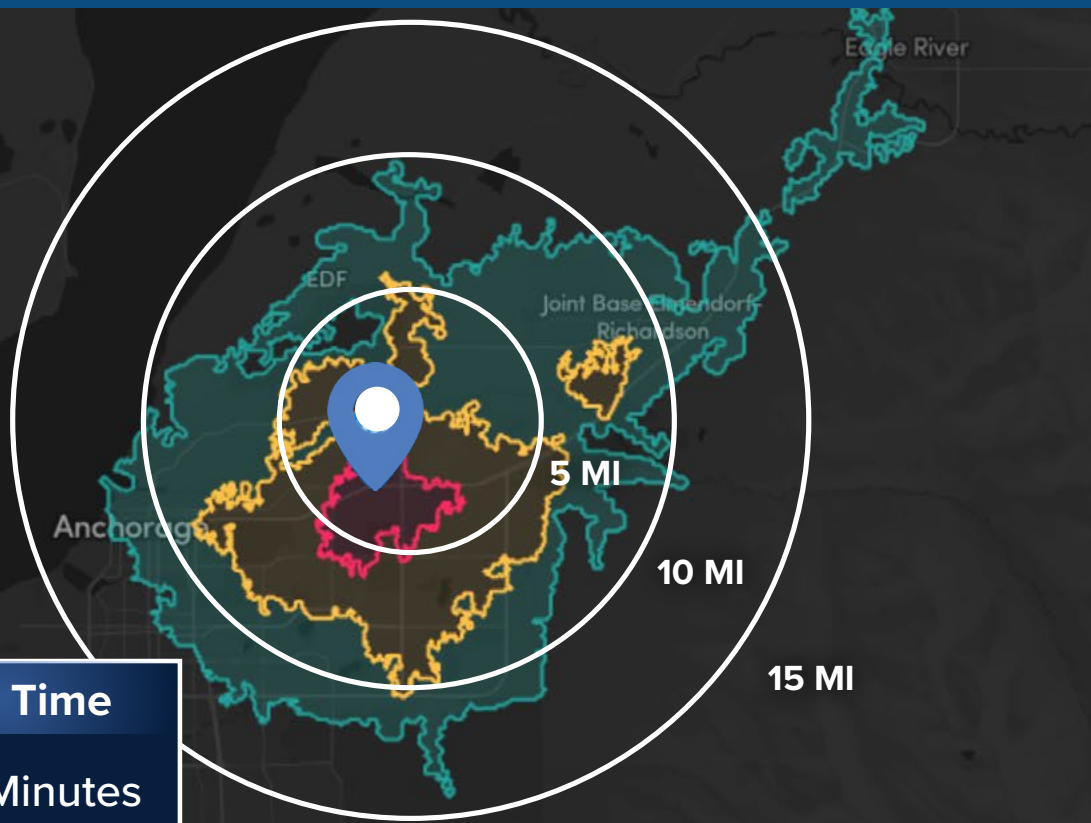 Eagle River
EDF
Joint Base Elmendorf-
Richardson
5 MI
Anchorage
10 MI
15 MI
Time
Minutes